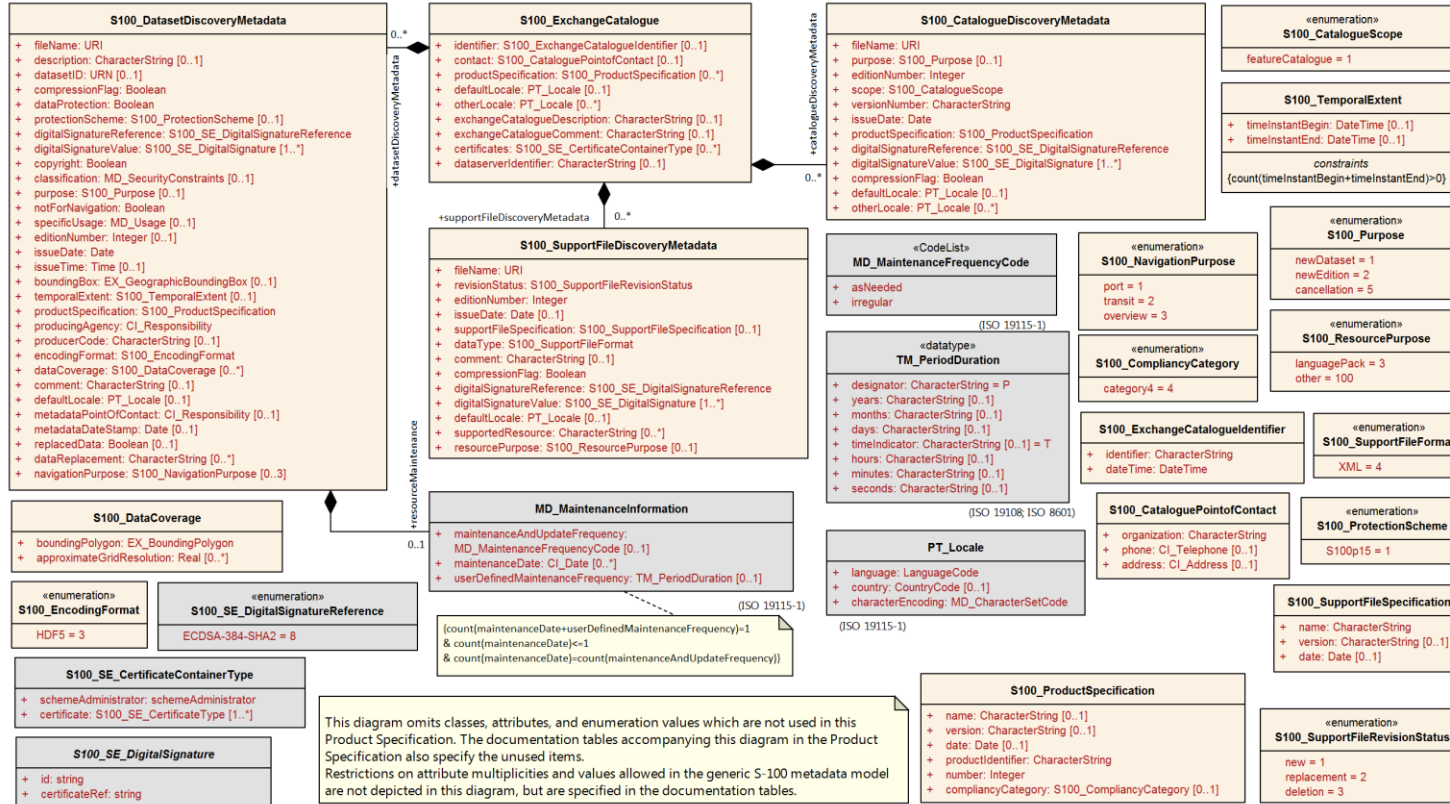 S100_DatasetDiscoveryMetadata
+ fileName: URI
+ description: CharacterString [0..1]
+ datasetID: URN [0..1]
+ compressionFlag: Boolean
+ dataProtection: Boolean
+ protectionScheme: S100_ProtectionScheme [0..1]
+ digitalSignatureReference: S100_SE_DigitalSignatureReference
+ digitalSignatureValue: S100_SE_DigitalSignature [1..*]
+ copyright: Boolean
+ classification: MD_SecurityConstraints [0..1]
+ purpose: S100_Purpose [0..1]
+ notForNavigation: Boolean
+ specificUsage: MD_Usage [0..1]
+ editionNumber: Integer [0..1]
+ issueDate: Date
+ issueTime: Time [0..1]
+ boundingBox: EX_GeographicBoundingBox [0..1]
+ temporalExtent: S100_TemporalExtent [0..1]
+ productSpecification: S100_ProductSpecification
+ producingAgency: CI_Responsibility
+ producerCode: CharacterString [0..1]
+ encodingFormat: S100_EncodingFormat
+ dataCoverage: S100_DataCoverage [0..*]
+ comment: CharacterString [0..1]
+ defaultLocale: PT_Locale [0..1]
+ metadataPointOfContact: CI_Responsibility [0..1]
+ metadataDateStamp: Date [0..1]
+ replacedData: Boolean [0..1]
+ dataReplacement: CharacterString [0..*]
+ navigationPurpose: S100_NavigationPurpose [0..3]
0..*
+datasetDiscoveryMetadata
S100_ExchangeCatalogue
+ identifier: S100_ExchangeCatalogueIdentifier [0..1]
+ contact: S100_CataloguePointofContact [0..1]
+ productSpecification: S100_ProductSpecification [0..*]
+ defaultLocale: PT_Locale [0..1]
+ otherLocale: PT_Locale [0..*]
+ exchangeCatalogueDescription: CharacterString [0..1]
+ exchangeCatalogueComment: CharacterString [0..1]
+ certificates: S100_SE_CertificateContainerType [0..*]
+ dataserverIdentifier: CharacterString [0..1]
+catalogueDiscoveryMetadata
0..*
S100_CatalogueDiscoveryMetadata
+ fileName: URI
+ purpose: S100_Purpose [0..1]
+ editionNumber: Integer
+ scope: S100_CatalogueScope
+ versionNumber: CharacterString
+ issueDate: Date
+ productSpecification: S100_ProductSpecification
+ digitalSignatureReference: S100_SE_DigitalSignatureReference
+ digitalSignatureValue: S100_SE_DigitalSignature [1..*]
+ compressionFlag: Boolean
+ defaultLocale: PT_Locale [0..1]
+ otherLocale: PT_Locale [0..*]
«enumeration»
S100_CatalogueScope
featureCatalogue = 1
S100_TemporalExtent
+ timeInstantBegin: DateTime [0..1]
+ timeInstantEnd: DateTime [0..1]
constraints
{count(timeInstantBegin+timeInstantEnd)>0}
+supportFileDiscoveryMetadata
0..*
S100_SupportFileDiscoveryMetadata
+ fileName: URI
+ revisionStatus: S100_SupportFileRevisionStatus
+ editionNumber: Integer
+ issueDate: Date [0..1]
+ supportFileSpecification: S100_SupportFileSpecification [0..1]
+ dataType: S100_SupportFileFormat
+ comment: CharacterString [0..1]
+ compressionFlag: Boolean
+ digitalSignatureReference: S100_SE_DigitalSignatureReference
+ digitalSignatureValue: S100_SE_DigitalSignature [1..*]
+ defaultLocale: PT_Locale [0..1]
+ supportedResource: CharacterString [0..*]
+ resourcePurpose: S100_ResourcePurpose [0..1]
«CodeList»
MD_MaintenanceFrequencyCode
+ asNeeded
+ irregular
(ISO 19115-1)
«enumeration»
S100_NavigationPurpose
port = 1
transit = 2
overview = 3
«enumeration»
S100_Purpose
newDataset = 1
newEdition = 2
cancellation = 5
«datatype»
TM_PeriodDuration
+ designator: CharacterString = P
+ years: CharacterString [0..1]
+ months: CharacterString [0..1]
+ days: CharacterString [0..1]
+ timeIndicator: CharacterString [0..1] = T
+ hours: CharacterString [0..1]
+ minutes: CharacterString [0..1]
+ seconds: CharacterString [0..1]
(ISO 19108; ISO 8601)
«enumeration»
S100_CompliancyCategory
category4 = 4
«enumeration»
S100_ResourcePurpose
languagePack = 3
other = 100
S100_ExchangeCatalogueIdentifier
+ identifier: CharacterString
+ dateTime: DateTime
«enumeration»
S100_SupportFileForma
XML = 4
+resourceMaintenance
0..1
MD_MaintenanceInformation
+ maintenanceAndUpdateFrequency:
MD_MaintenanceFrequencyCode [0..1]
+ maintenanceDate: CI_Date [0..*]
+ userDefinedMaintenanceFrequency: TM_PeriodDuration [0..1]
(ISO 19115-1)
{count(maintenanceDate+userDefinedMaintenanceFrequency)=1
& count(maintenanceDate)<=1
& count(maintenanceDate)=count(maintenanceAndUpdateFrequency)}
S100_DataCoverage
+ boundingPolygon: EX_BoundingPolygon
+ approximateGridResolution: Real [0..*]
PT_Locale
+ language: LanguageCode
+ country: CountryCode [0..1]
+ characterEncoding: MD_CharacterSetCode
(ISO 19115-1)
S100_CataloguePointofContact
+ organization: CharacterString
+ phone: CI_Telephone [0..1]
+ address: CI_Address [0..1]
«enumeration»
S100_ProtectionScheme
S100p15 = 1
«enumeration»
S100_EncodingFormat
HDF5 = 3
«enumeration»
S100_SE_DigitalSignatureReference
ECDSA-384-SHA2 = 8
S100_SupportFileSpecification
+ name: CharacterString
+ version: CharacterString [0..1]
+ date: Date [0..1]
S100_SE_CertificateContainerType
+ schemeAdministrator: schemeAdministrator
+ certificate: S100_SE_CertificateType [1..*]
S100_SE_DigitalSignature
+ id: string
+ certificateRef: string
This diagram omits classes, attributes, and enumeration values which are not used in this
Product Specification. The documentation tables accompanying this diagram in the Product
Specification also specify the unused items.
Restrictions on attribute multiplicities and values allowed in the generic S-100 metadata model
are not depicted in this diagram, but are specified in the documentation tables.
S100_ProductSpecification
+ name: CharacterString [0..1]
+ version: CharacterString [0..1]
+ date: Date [0..1]
+ productIdentifier: CharacterString
+ number: Integer
+ compliancyCategory: S100_CompliancyCategory [0..1]
«enumeration»
S100_SupportFileRevisionStatus
new = 1
replacement = 2
deletion = 3